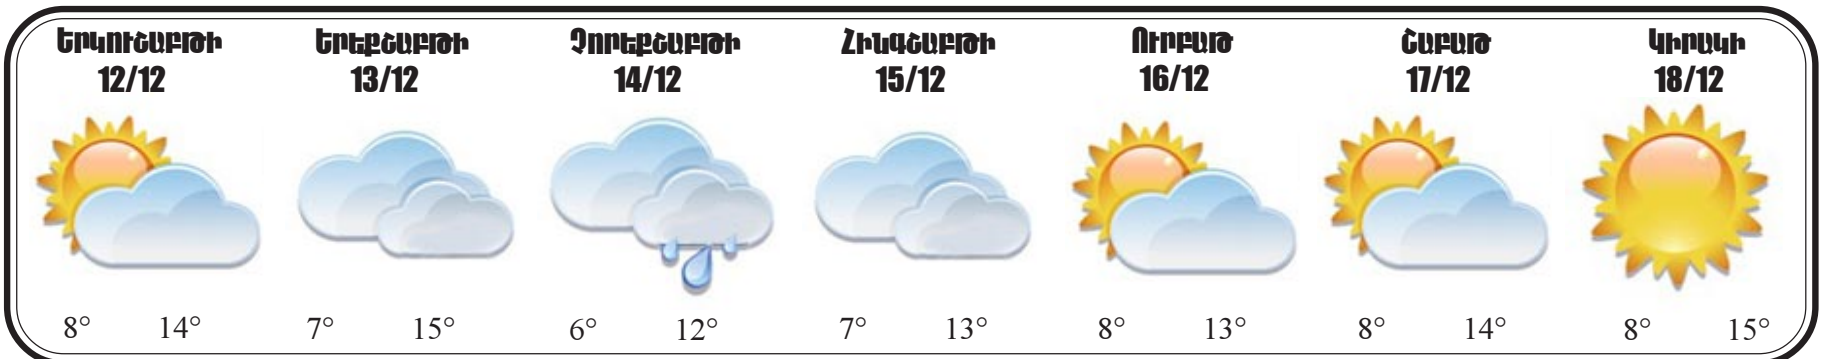 Երկուշաբթի Երեքշաբթի Չորեքշաբթի Հինգշաբթի Ուրբաթ Շաբաթ Կիրակի
12/12 13/12 14/12 15/12 16/12 17/12 18/12
8° 14° 7° 15° 6° 12° 7° 13° 8° 13° 8° 14° 8° 15°